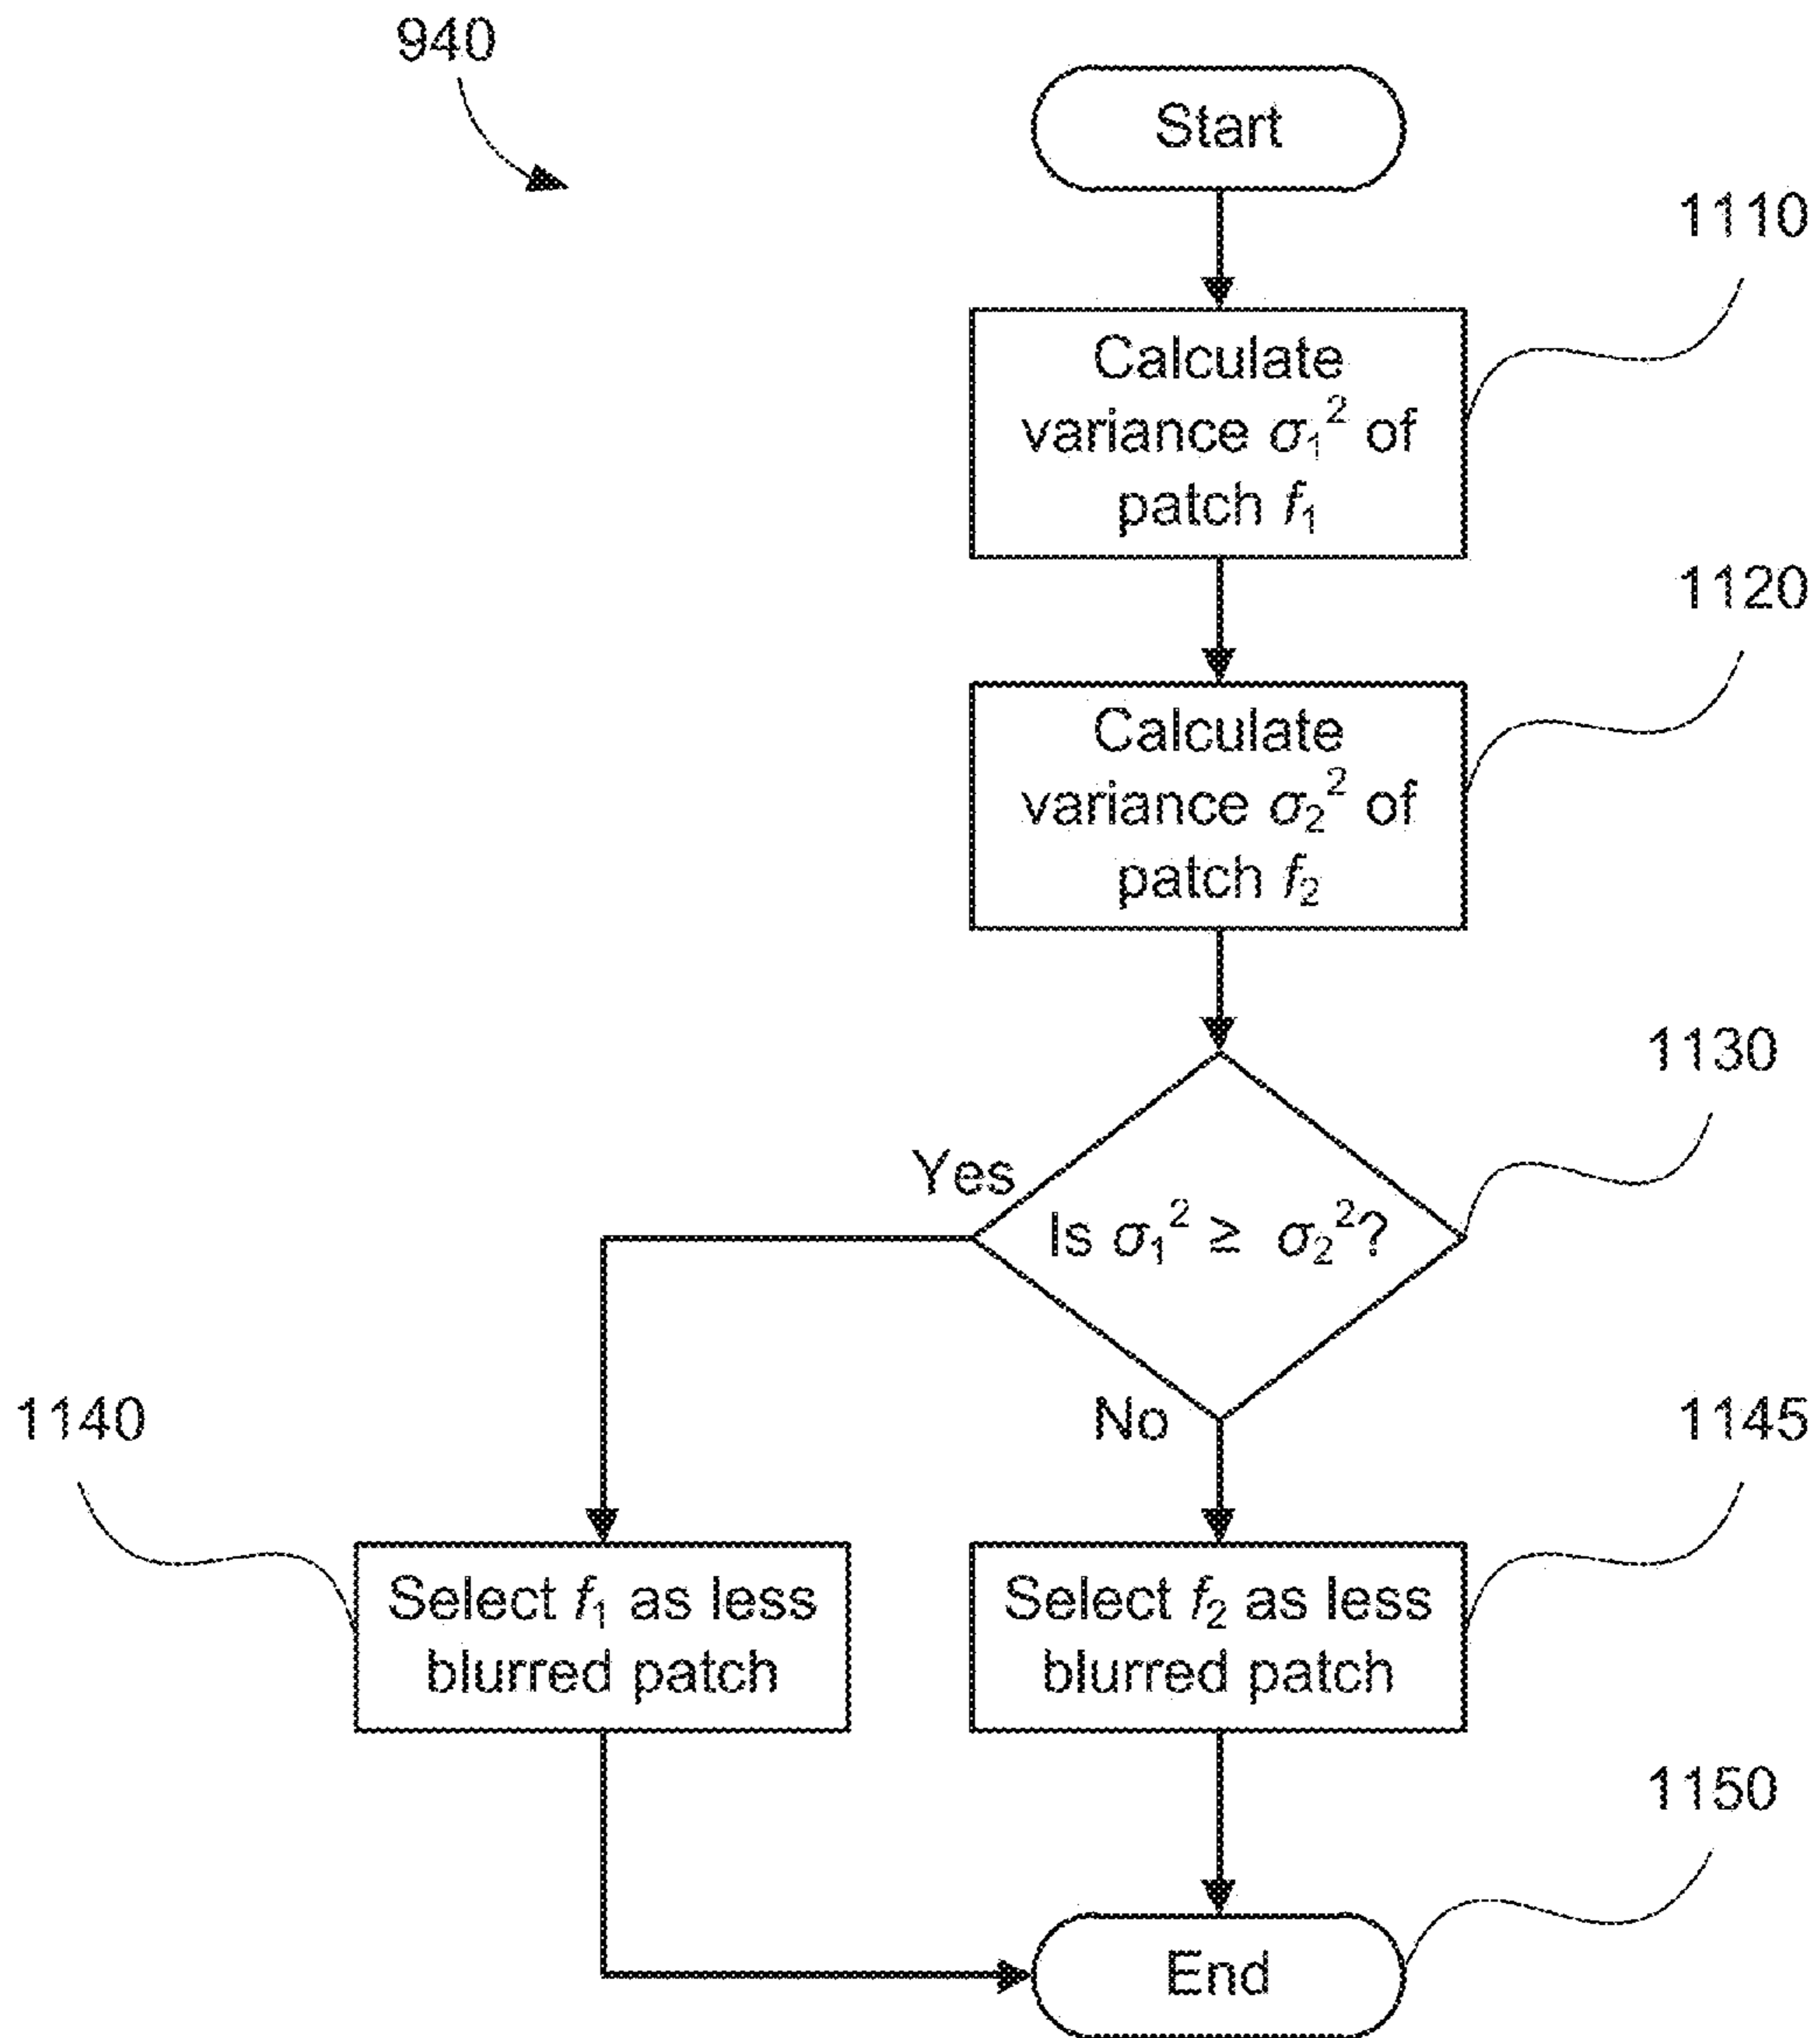 940
Start
1110
Calculate
variance σ₁² of
patch f₁
1120
Calculate
variance σ₂² of
patch f₂
1130
Yes
Is σ₁² ≥ σ₂²?
No
1140
1145
Select f₁ as less
blurred patch
Select f₂ as less
blurred patch
1150
End